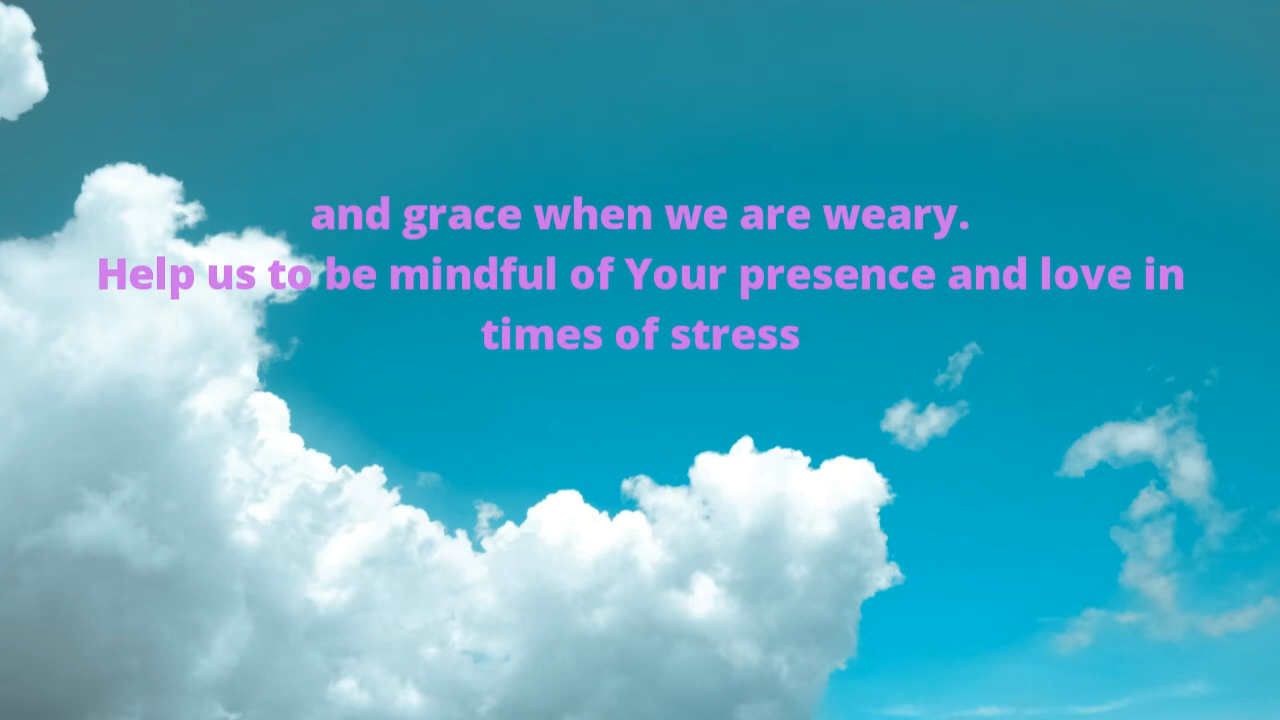 and grace when we are weary.
Help us to be mindful of Your presence and love in
times of stress